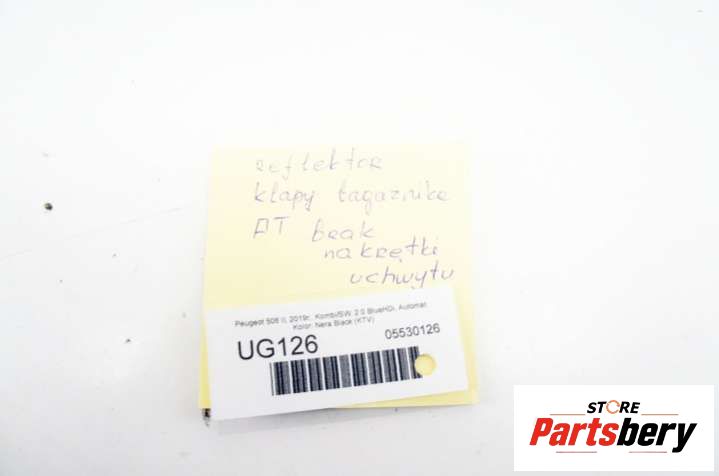 reflektor
klapy bagażnika
PT brak
nakrętki
uchwytu
Peugeot 508 II, 2019r., Kombi/SW, 2.0 BlueHDi, Automat
Kolor: Nera Black (KTV)
UG126
05530126
STORE
Partsbery